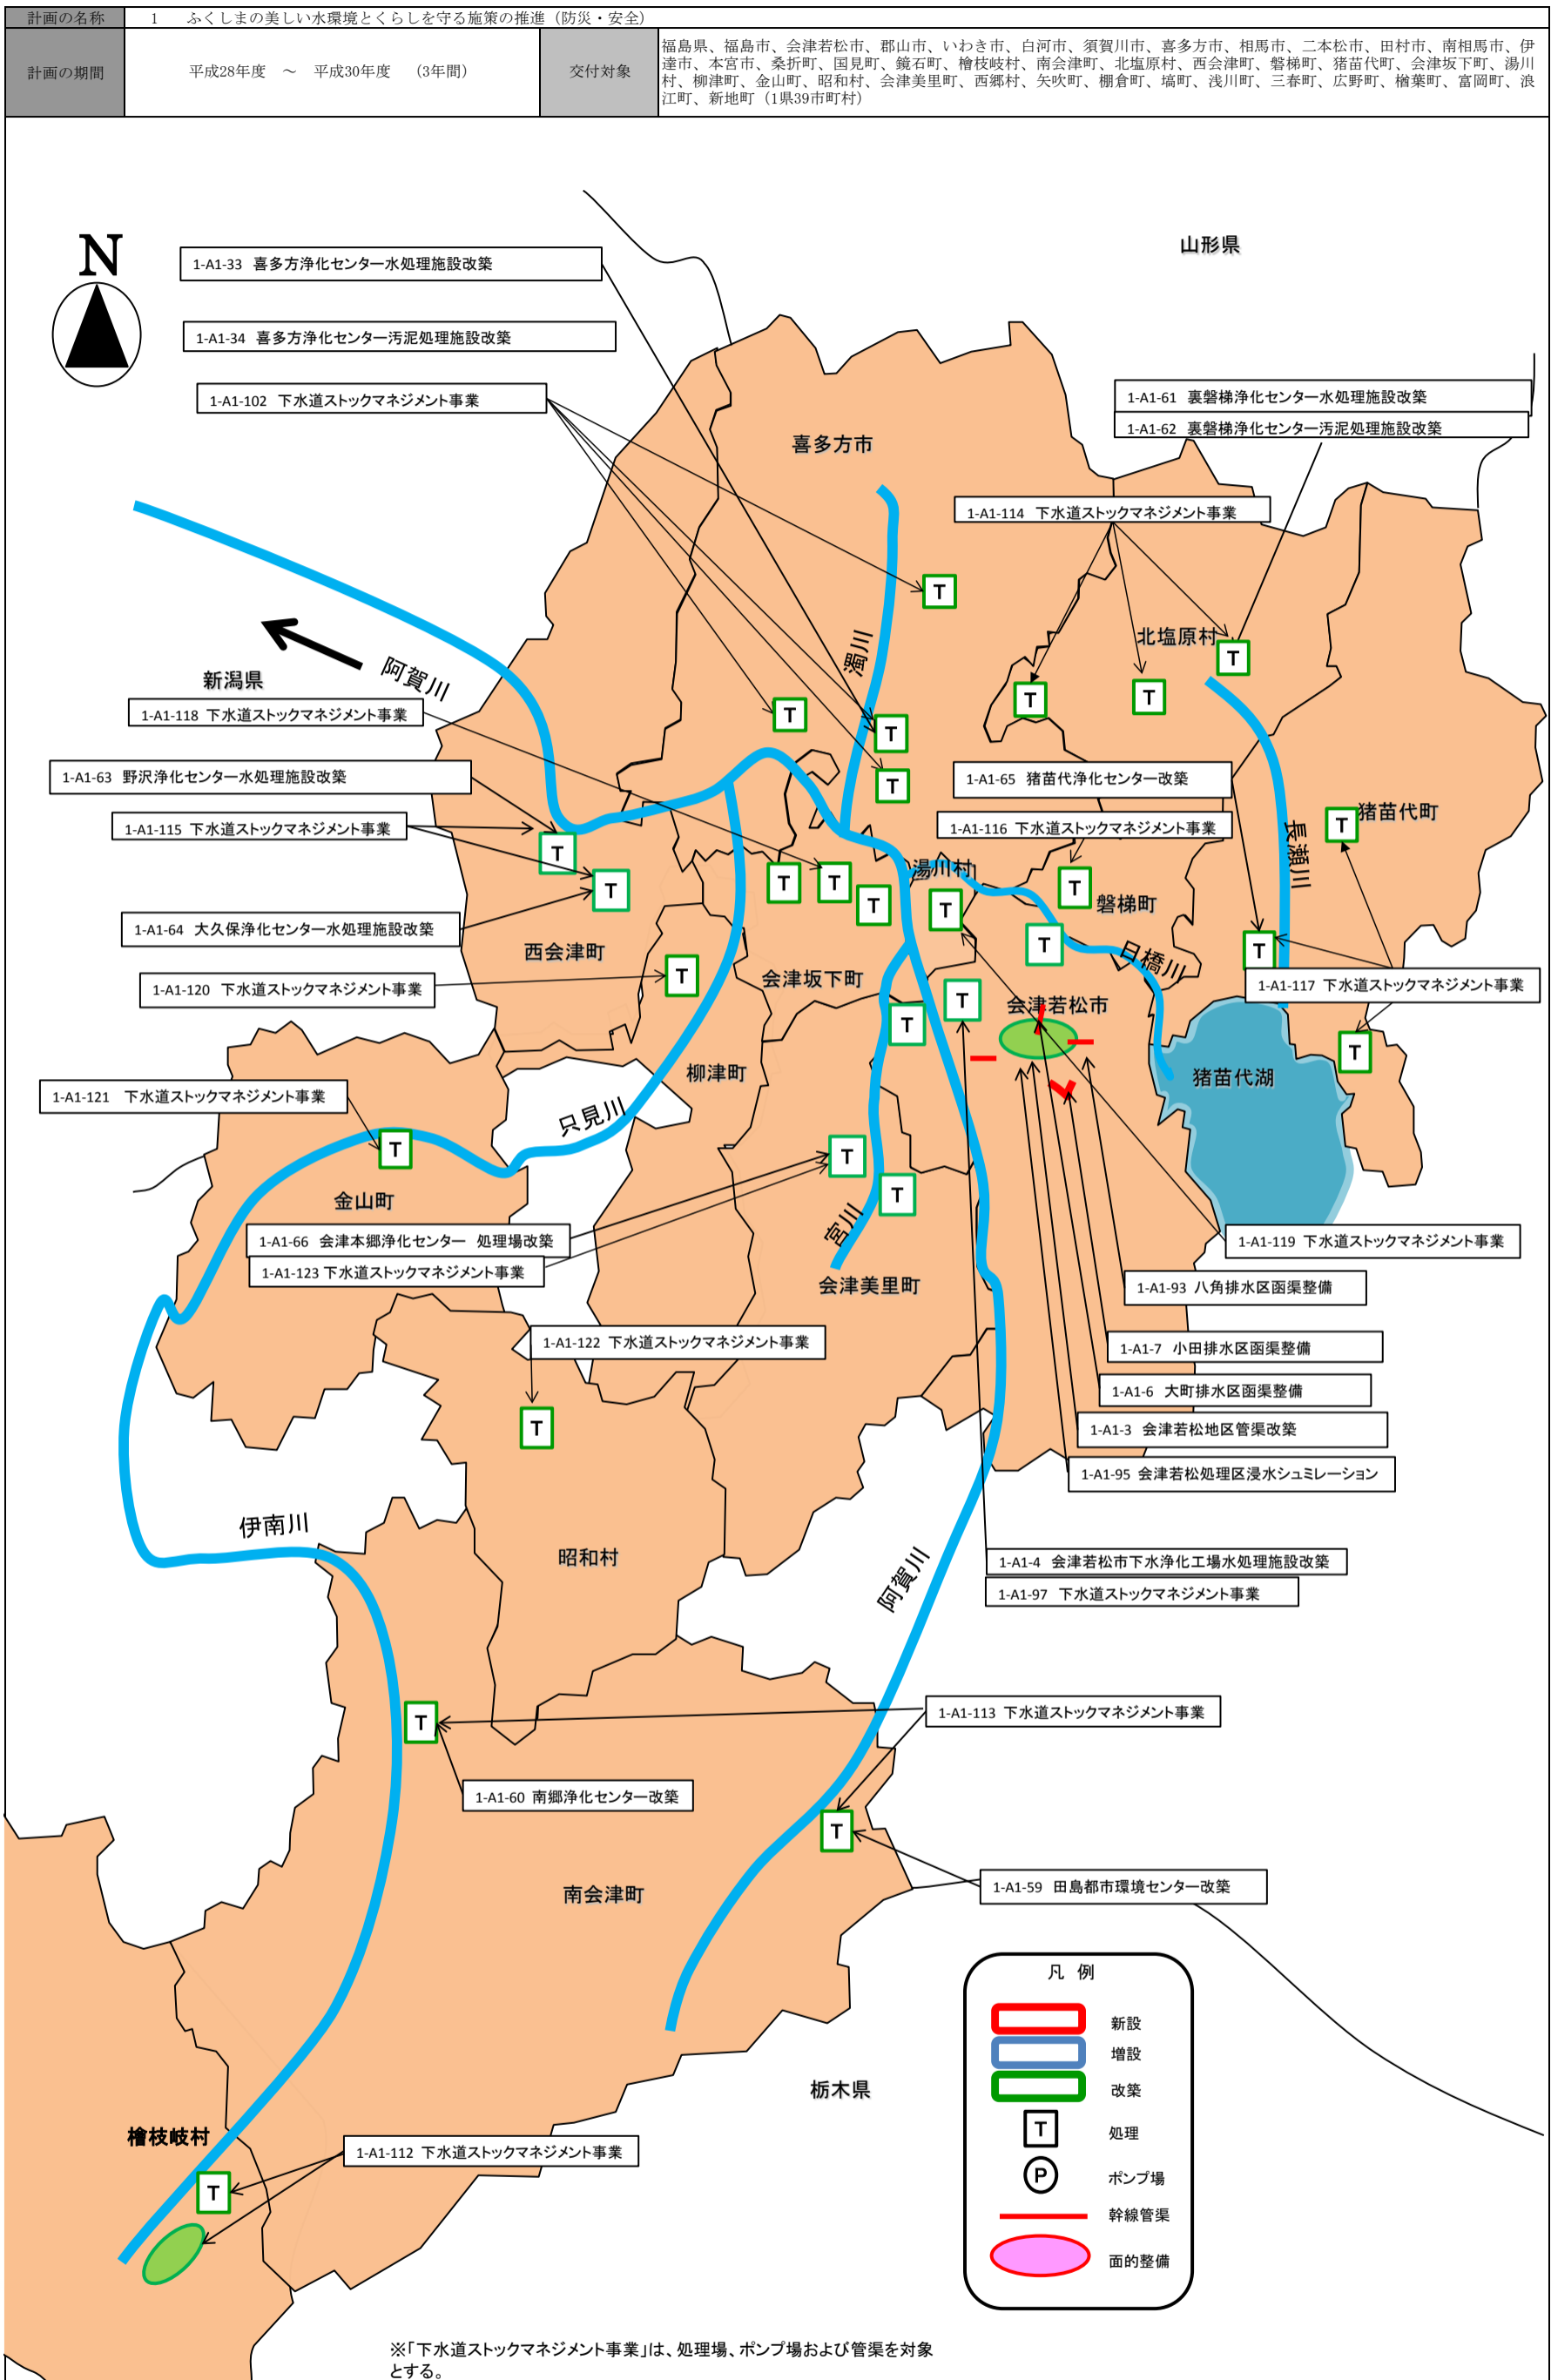 計画の名称
1　ふくしまの美しい水環境とくらしを守る施策の推進（防災・安全）
計画の期間
平成28年度　～　平成30年度　（3年間）
交付対象
福島県、福島市、会津若松市、郡山市、いわき市、白河市、須賀川市、喜多方市、相馬市、二本松市、田村市、南相馬市、伊
達市、本宮市、桑折町、国見町、鏡石町、檜枝岐村、南会津町、北塩原村、西会津町、磐梯町、猪苗代町、会津坂下町、湯川
村、柳津町、金山町、昭和村、会津美里町、西郷村、矢吹町、棚倉町、塙町、浅川町、三春町、広野町、楢葉町、富岡町、浪
江町、新地町（1県39市町村）
N
山形県
1-A1-33 喜多方浄化センター水処理施設改築
1-A1-34 喜多方浄化センター汚泥処理施設改築
1-A1-102 下水道ストックマネジメント事業
1-A1-61 裏磐梯浄化センター水処理施設改築
1-A1-62 裏磐梯浄化センター汚泥処理施設改築
喜多方市
1-A1-114 下水道ストックマネジメント事業
T
濁川
北塩原村
T
阿賀川
新潟県
T
T
1-A1-118 下水道ストックマネジメント事業
T
T
1-A1-63 野沢浄化センター水処理施設改築
1-A1-65 猪苗代浄化センター改築
T
猪苗代町
T
1-A1-115 下水道ストックマネジメント事業
1-A1-116 下水道ストックマネジメント事業
長瀬川
T
T
湯川村
T
T
T
T
T
T
磐梯町
1-A1-64 大久保浄化センター水処理施設改築
西会津町
T
T
日橋川
1-A1-120 下水道ストックマネジメント事業
T
会津坂下町
1-A1-117 下水道ストックマネジメント事業
T
会津若松市
T
T
柳津町
猪苗代湖
1-A1-121 下水道ストックマネジメント事業
只見川
T
T
金山町
T
宮川
1-A1-66 会津本郷浄化センター 処理場改築
1-A1-119 下水道ストックマネジメント事業
1-A1-123 下水道ストックマネジメント事業
会津美里町
1-A1-93 八角排水区函渠整備
1-A1-122 下水道ストックマネジメント事業
1-A1-7 小田排水区函渠整備
1-A1-6 大町排水区函渠整備
T
1-A1-3 会津若松地区管渠改築
1-A1-95 会津若松処理区浸水シュミレーション
伊南川
昭和村
1-A1-4 会津若松市下水浄化工場水処理施設改築
阿賀川
1-A1-97 下水道ストックマネジメント事業
1-A1-113 下水道ストックマネジメント事業
T
1-A1-60 南郷浄化センター改築
T
1-A1-59 田島都市環境センター改築
南会津町
凡 例
新設
増設
改築
T 処理
P ポンプ場
幹線管渠
面的整備
栃木県
檜枝岐村
1-A1-112 下水道ストックマネジメント事業
T
※「下水道ストックマネジメント事業」は、処理場、ポンプ場および管渠を対象
とする。